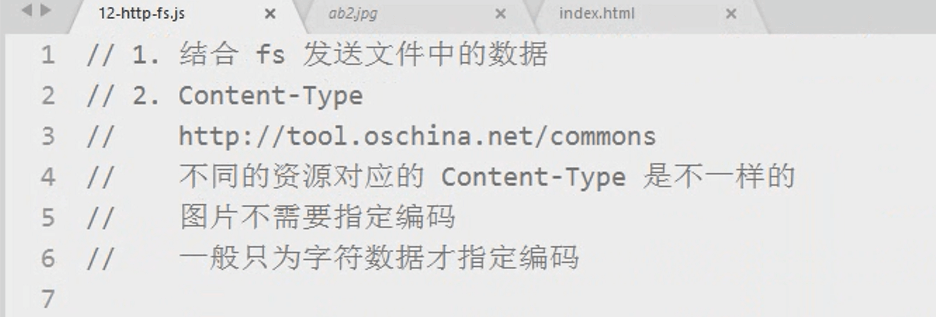 12-http-fs.js × ab2.jpg × index.html ×
1 // 1. 结合 fs 发送文件中的数据
2 // 2. Content-Type
3 //    http://tool.oschina.net/commons
4 //    不同的资源对应的 Content-Type 是不一样的
5 //    图片不需要指定编码
6 //    一般只为字符数据才指定编码
7